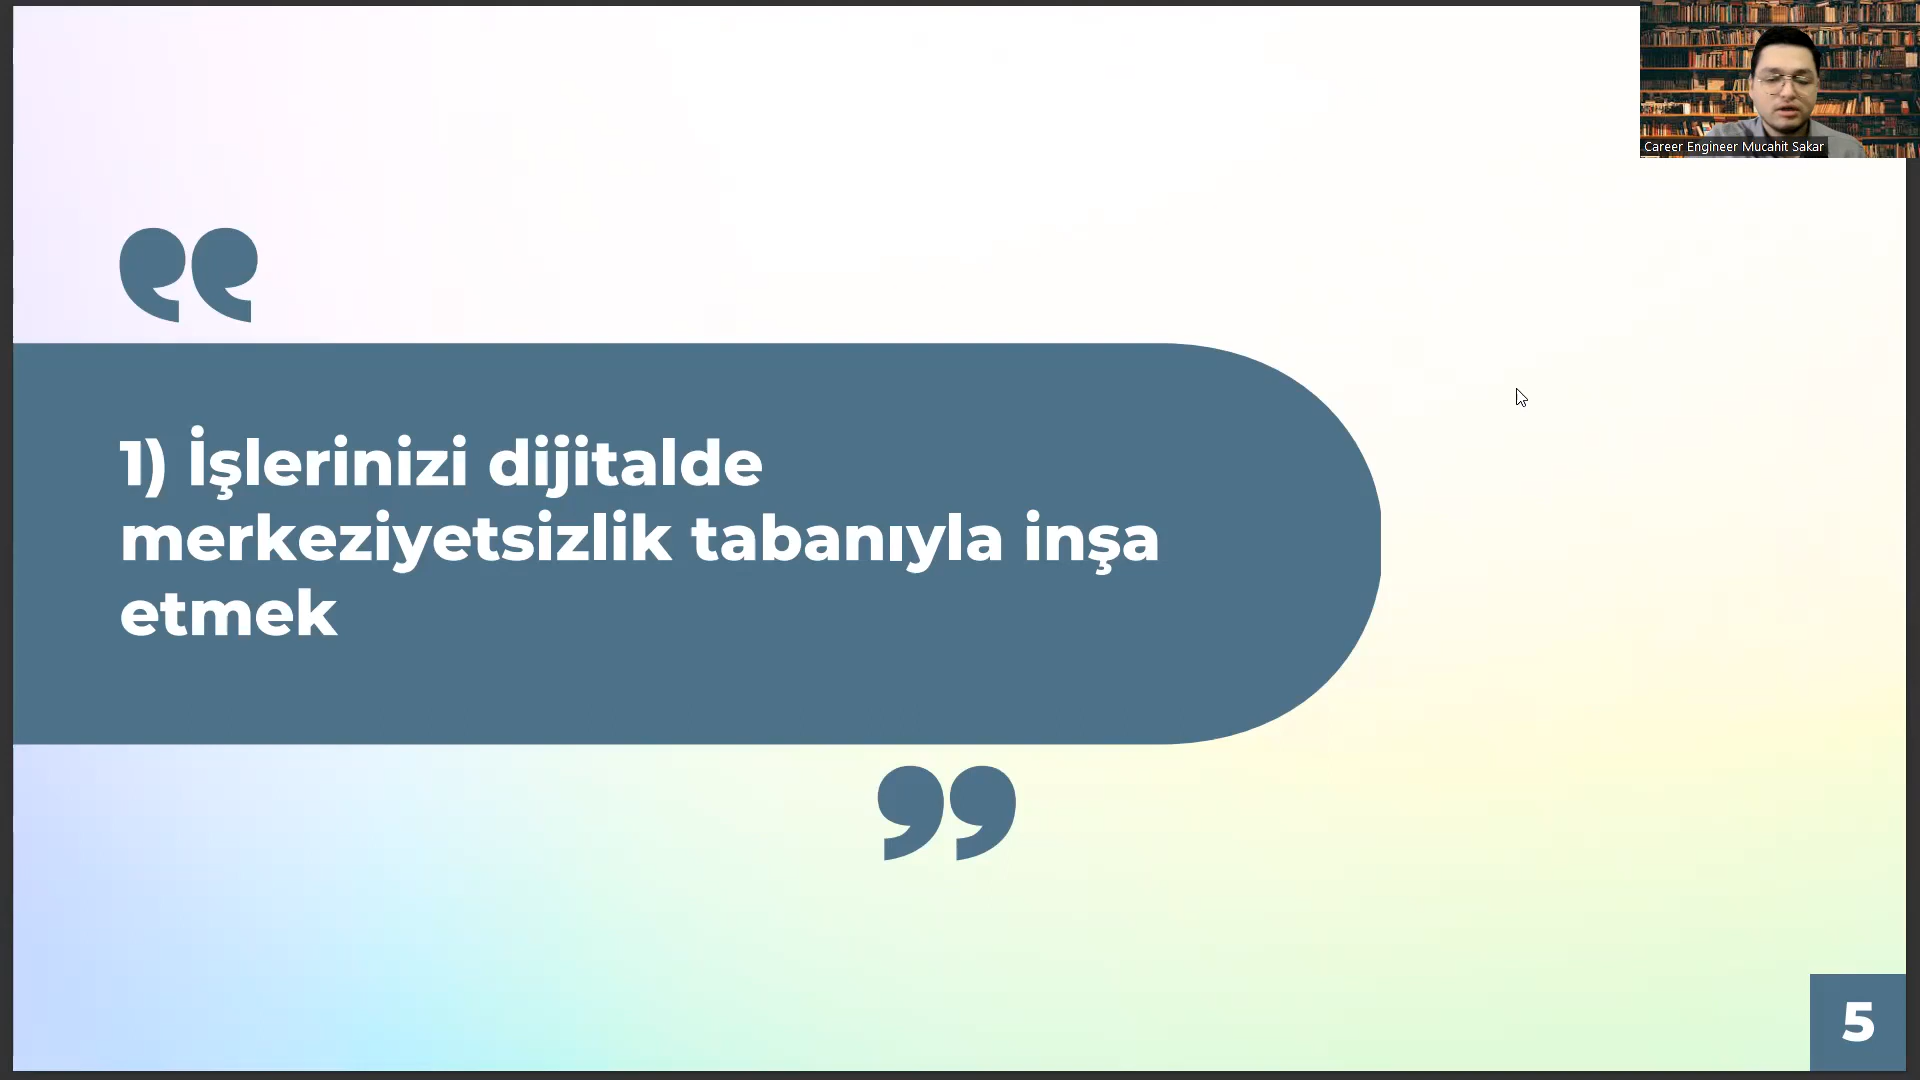 Career Engineer Mucahit Sakar
1) İşlerinizi dijitalde
merkeziyetsizlik tabanıyla inşa
etmek
5